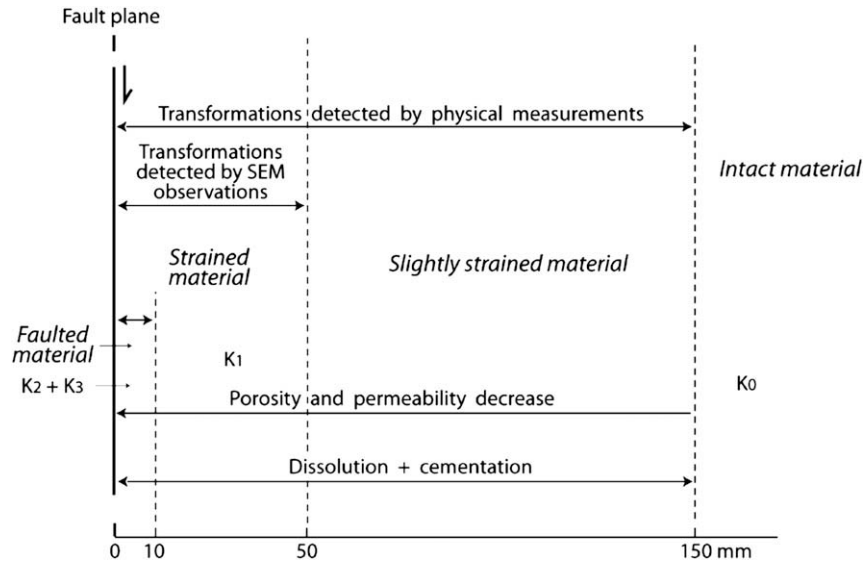 Fault plane
Transformations detected by physical measurements
Transformations
detected by SEM
observations
Intact material
Strained
material
Slightly strained material
Faulted
material
K1
K2 + K3
K0
Porosity and permeability decrease
Dissolution + cementation
0 10 50 150 mm